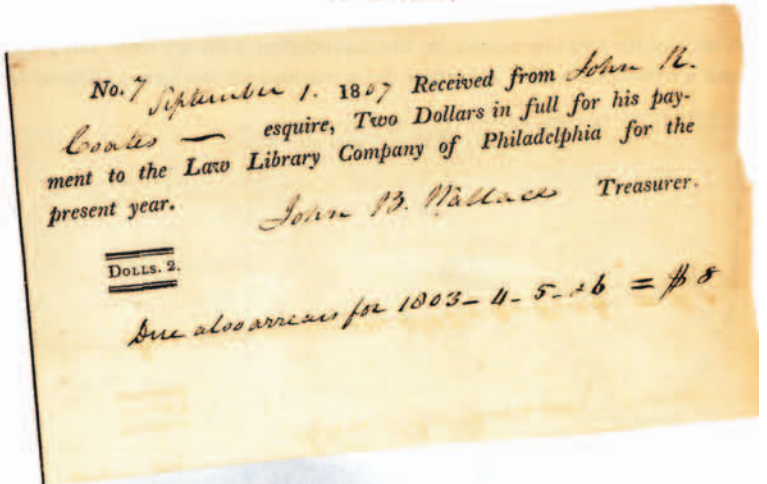 No. 7 September 1. 1807 Received from John R.
Coates — esquire, Two Dollars in full for his pay-
ment to the Law Library Company of Philadelphia for the
present year.
John B. Wallace Treasurer.
DOLLS. 2.
Due also arrears for 1803 - 4 - 5 - & 6 = $ 8